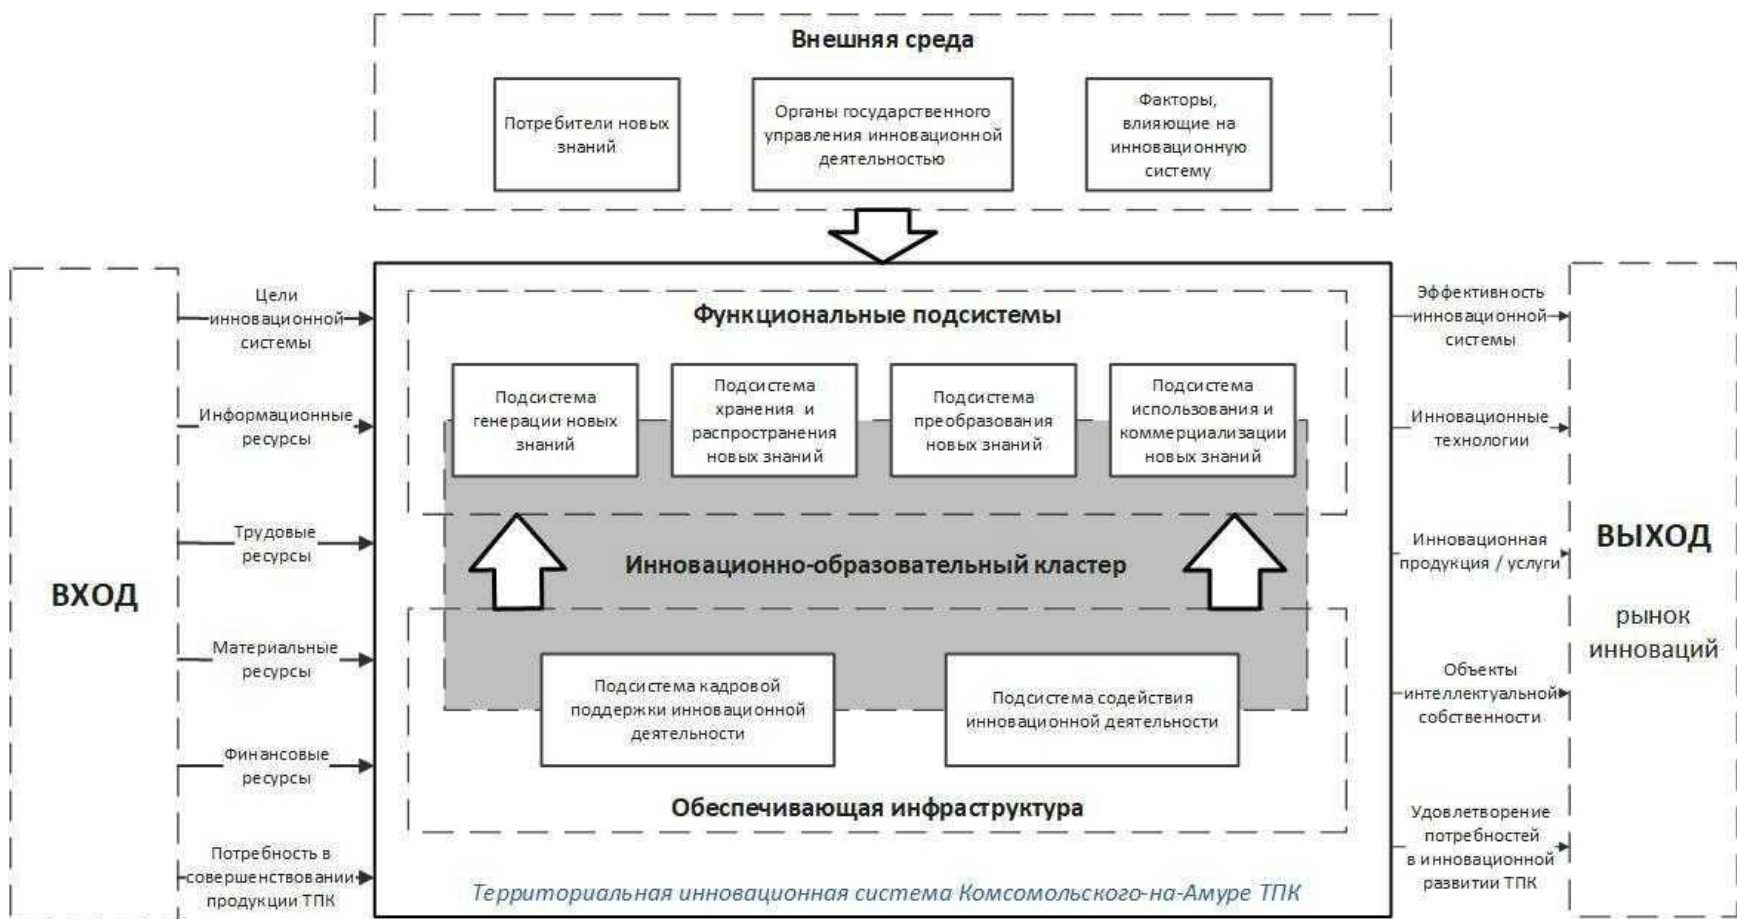 Внешняя среда
Потребители новых
знаний
Органы государственного
управления инновационной
деятельностью
Факторы,
влияющие на
инновационную
систему
ВХОД
Цели
инновационной
системы
Информационные
ресурсы
Трудовые
ресурсы
Материальные
ресурсы
Финансовые
ресурсы
Потребность в
совершенствовании
продукции ТПК
Функциональные подсистемы
Подсистема
генерации новых
знаний
Подсистема
хранения и
распространения
новых знаний
Подсистема
преобразования
новых знаний
Подсистема
использования и
коммерциализации
новых знаний
Инновационно-образовательный кластер
Подсистема кадровой
поддержки инновационной
деятельности
Подсистема содействия
инновационной деятельности
Обеспечивающая инфраструктура
Территориальная инновационная система Комсомольского-на-Амуре ТПК
Эффективность
инновационной
системы
Инновационные
технологии
Инновационная
продукция / услуги
Объекты
интеллектуальной
собственности
Удовлетворение
потребностей
в инновационной
развитии ТПК
ВЫХОД
рынок
инноваций